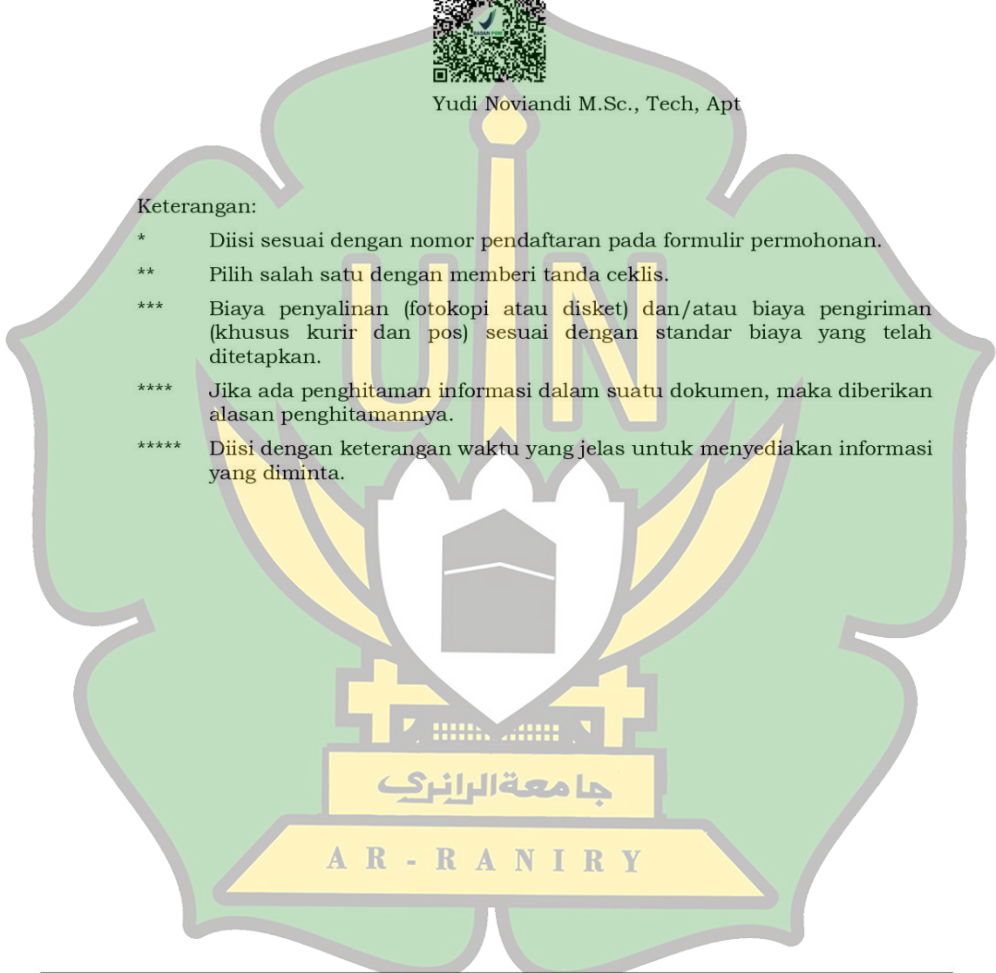 BADAN POM
Yudi Noviandi M.Sc., Tech, Apt
Keterangan:
* Diisi sesuai dengan nomor pendaftaran pada formulir permohonan.
** Pilih salah satu dengan memberi tanda ceklis.
*** Biaya penyalinan (fotokopi atau disket) dan/atau biaya pengiriman
(khusus kurir dan pos) sesuai dengan standar biaya yang telah
ditetapkan.
**** Jika ada penghitaman informasi dalam suatu dokumen, maka diberikan
alasan penghitamannya.
***** Diisi dengan keterangan waktu yang jelas untuk menyediakan informasi
yang diminta.
UIN
جامعةالرانري
AR-RANIRY